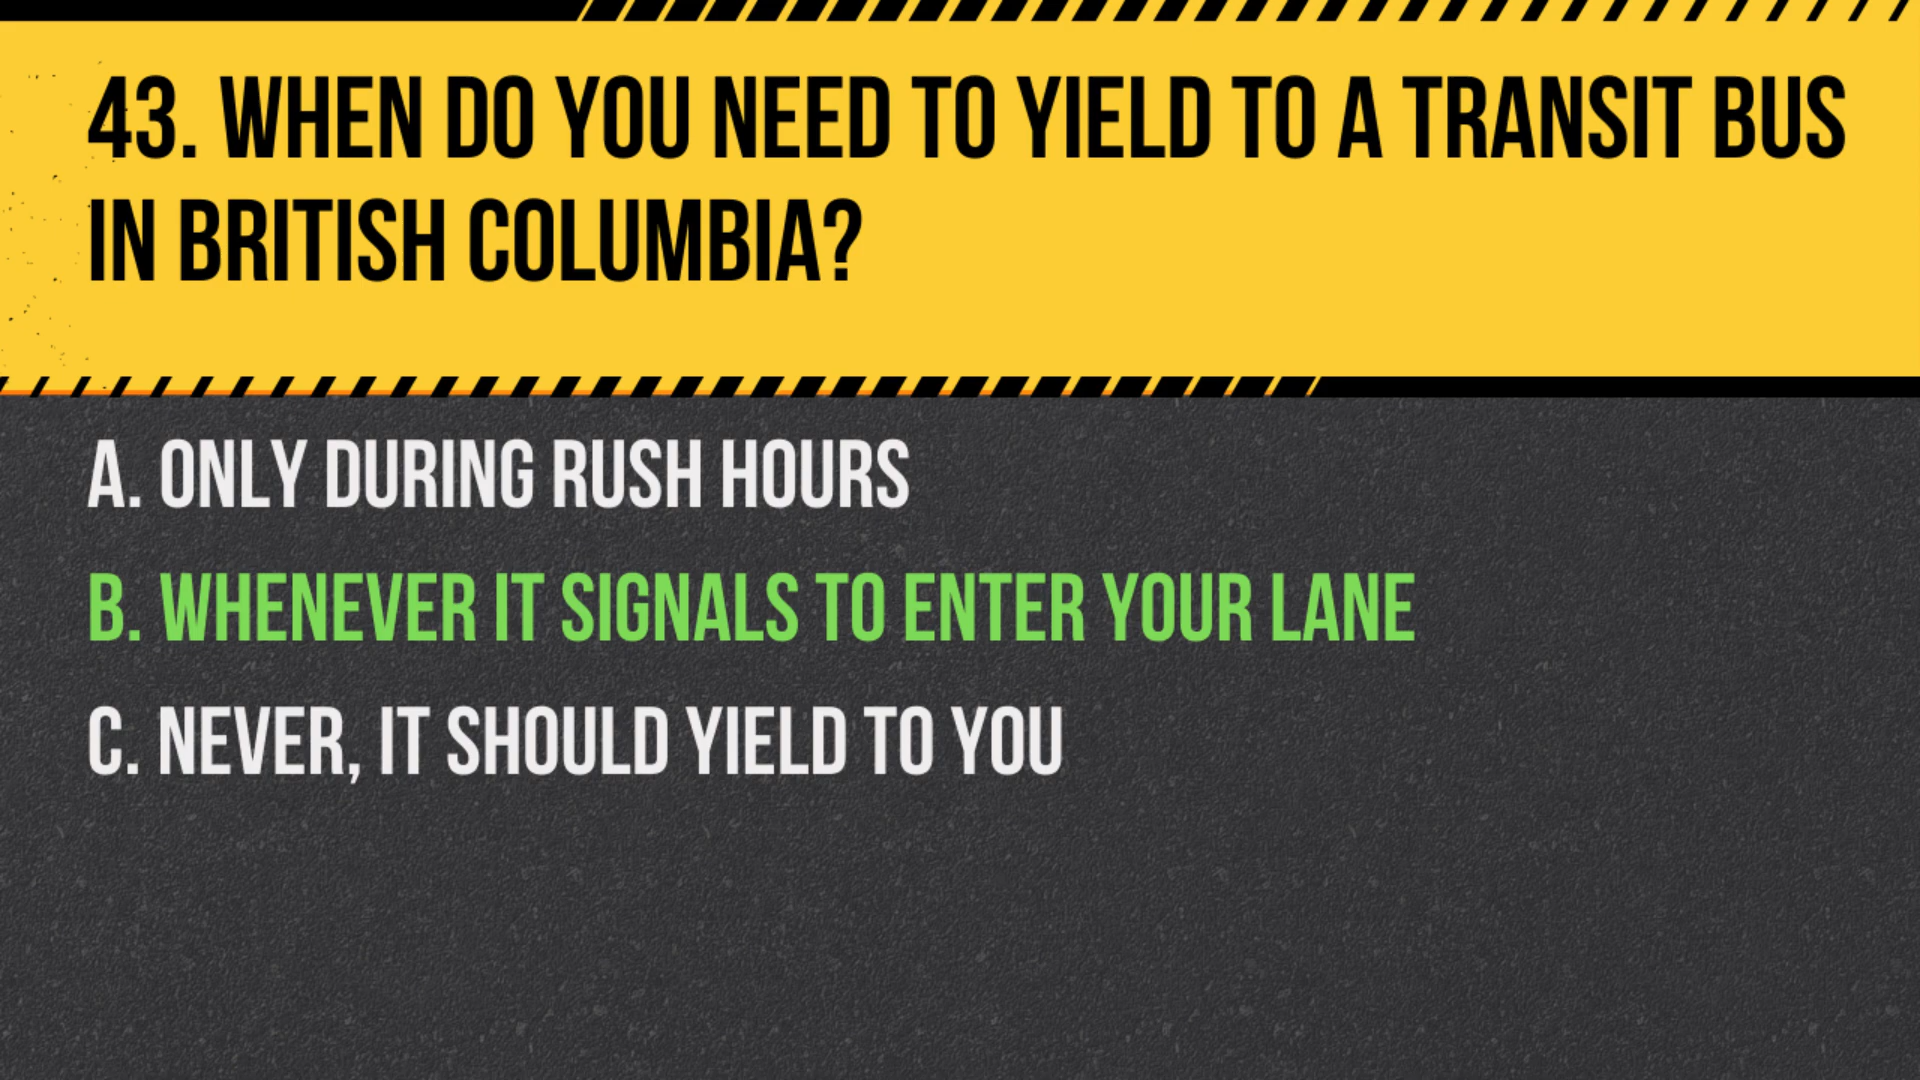 43. WHEN DO YOU NEED TO YIELD TO A TRANSIT BUS
IN BRITISH COLUMBIA?
A. ONLY DURING RUSH HOURS
B. WHENEVER IT SIGNALS TO ENTER YOUR LANE
C. NEVER, IT SHOULD YIELD TO YOU